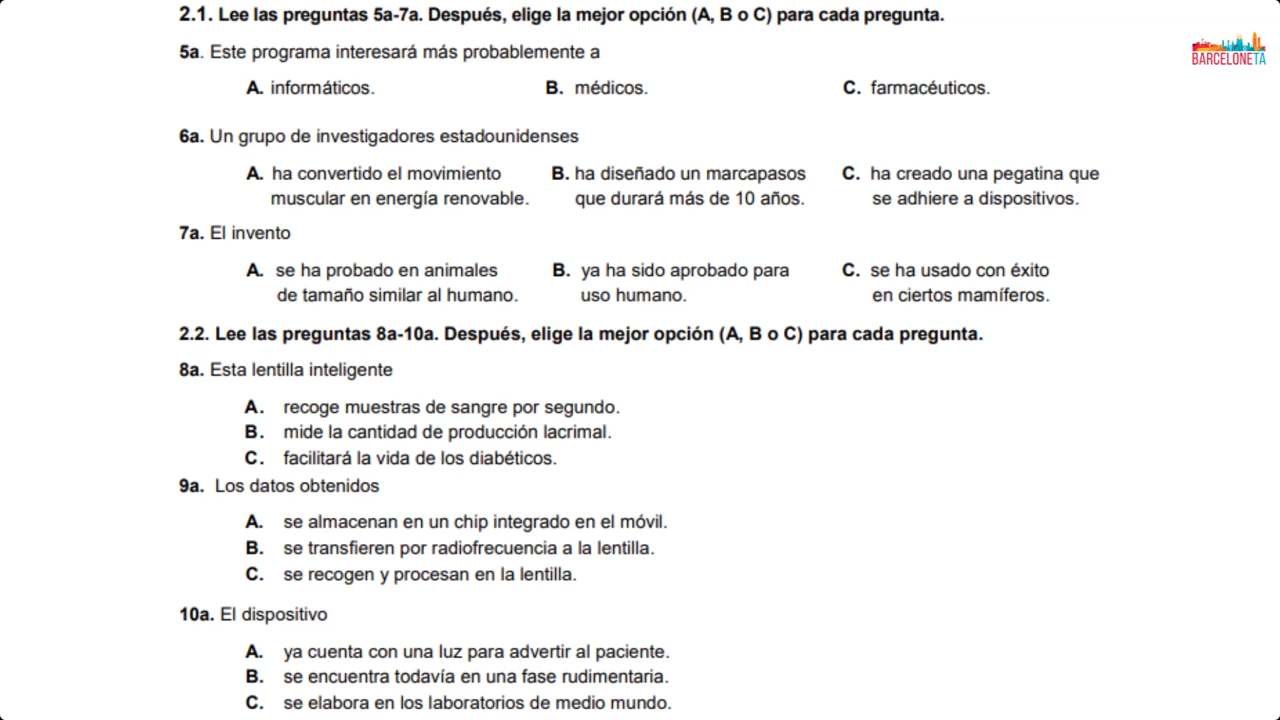 2.1. Lee las preguntas 5a-7a. Después, elige la mejor opción (A, B o C) para cada pregunta.
BARCELONETA
5a. Este programa interesará más probablemente a
A. informáticos. B. médicos. C. farmacéuticos.
6a. Un grupo de investigadores estadounidenses
A. ha convertido el movimiento B. ha diseñado un marcapasos C. ha creado una pegatina que
muscular en energía renovable. que durará más de 10 años. se adhiere a dispositivos.
7a. El invento
A. se ha probado en animales B. ya ha sido aprobado para C. se ha usado con éxito
de tamaño similar al humano. uso humano. en ciertos mamíferos.
2.2. Lee las preguntas 8a-10a. Después, elige la mejor opción (A, B o C) para cada pregunta.
8a. Esta lentilla inteligente
A. recoge muestras de sangre por segundo.
B. mide la cantidad de producción lacrimal.
C. facilitará la vida de los diabéticos.
9a. Los datos obtenidos
A. se almacenan en un chip integrado en el móvil.
B. se transfieren por radiofrecuencia a la lentilla.
C. se recogen y procesan en la lentilla.
10a. El dispositivo
A. ya cuenta con una luz para advertir al paciente.
B. se encuentra todavía en una fase rudimentaria.
C. se elabora en los laboratorios de medio mundo.